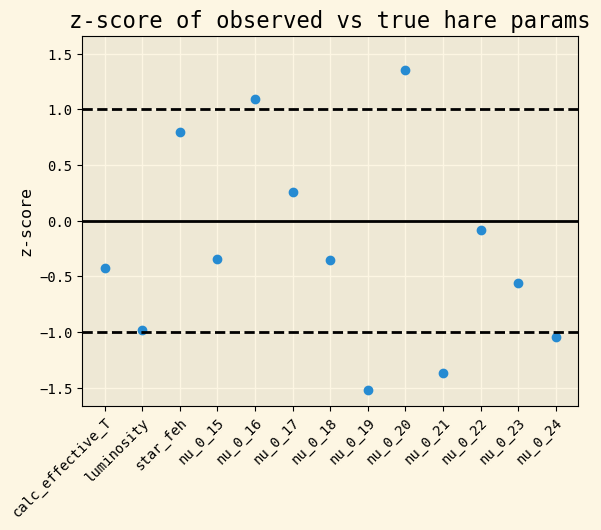 z-score of observed vs true hare params
z-score
1.5
1.0
0.5
0.0
−0.5
−1.0
−1.5
calc_effective_T
luminosity
star_feh
nu_0_15
nu_0_16
nu_0_17
nu_0_18
nu_0_19
nu_0_20
nu_0_21
nu_0_22
nu_0_23
nu_0_24